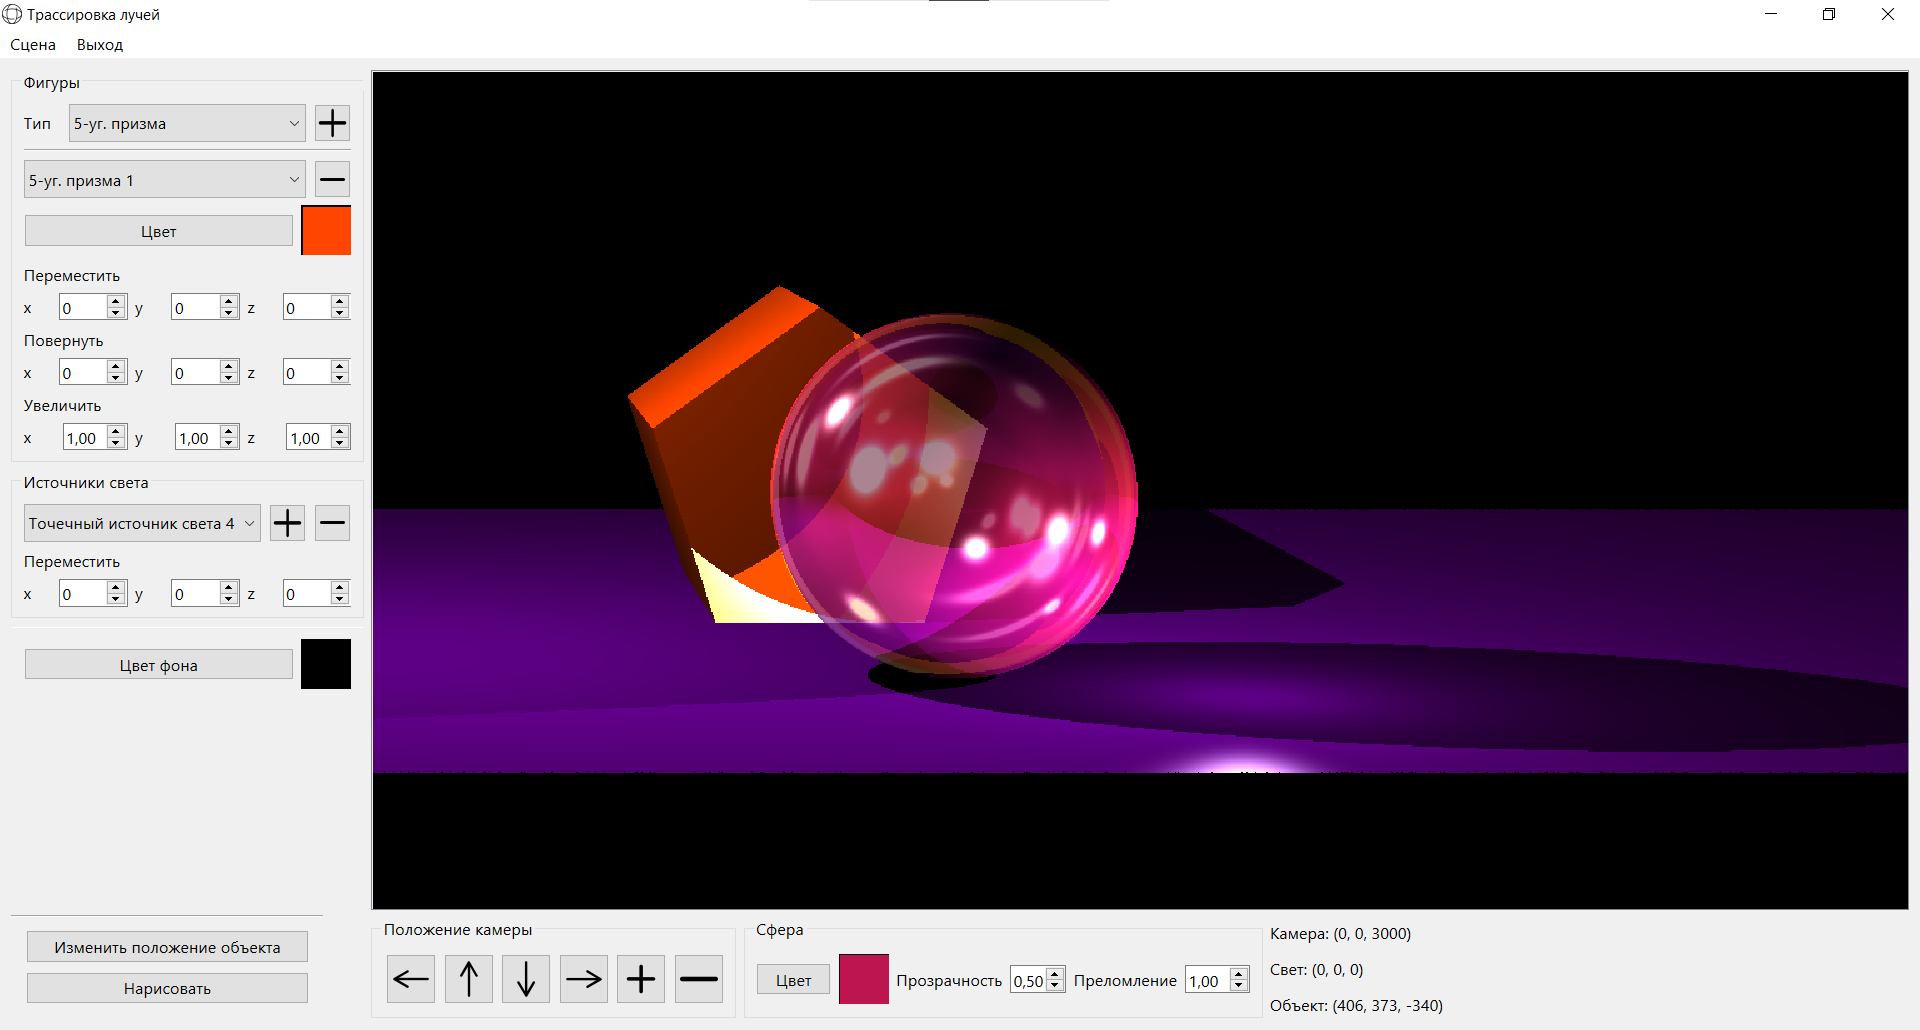 Трассировка лучей
Сцена Выход
Фигуры
Тип 5-уг. призма
5-уг. призма 1
Цвет
Переместить
x 0 y 0 z 0
Повернуть
x 0 y 0 z 0
Увеличить
x 1,00 y 1,00 z 1,00
Источники света
Точечный источник света 4
Переместить
x 0 y 0 z 0
Цвет фона
Изменить положение объекта
Нарисовать
Положение камеры
Сфера
Цвет Прозрачность 0,50 Преломление 1,00
Камера: (0, 0, 3000)
Свет: (0, 0, 0)
Объект: (406, 373, -340)